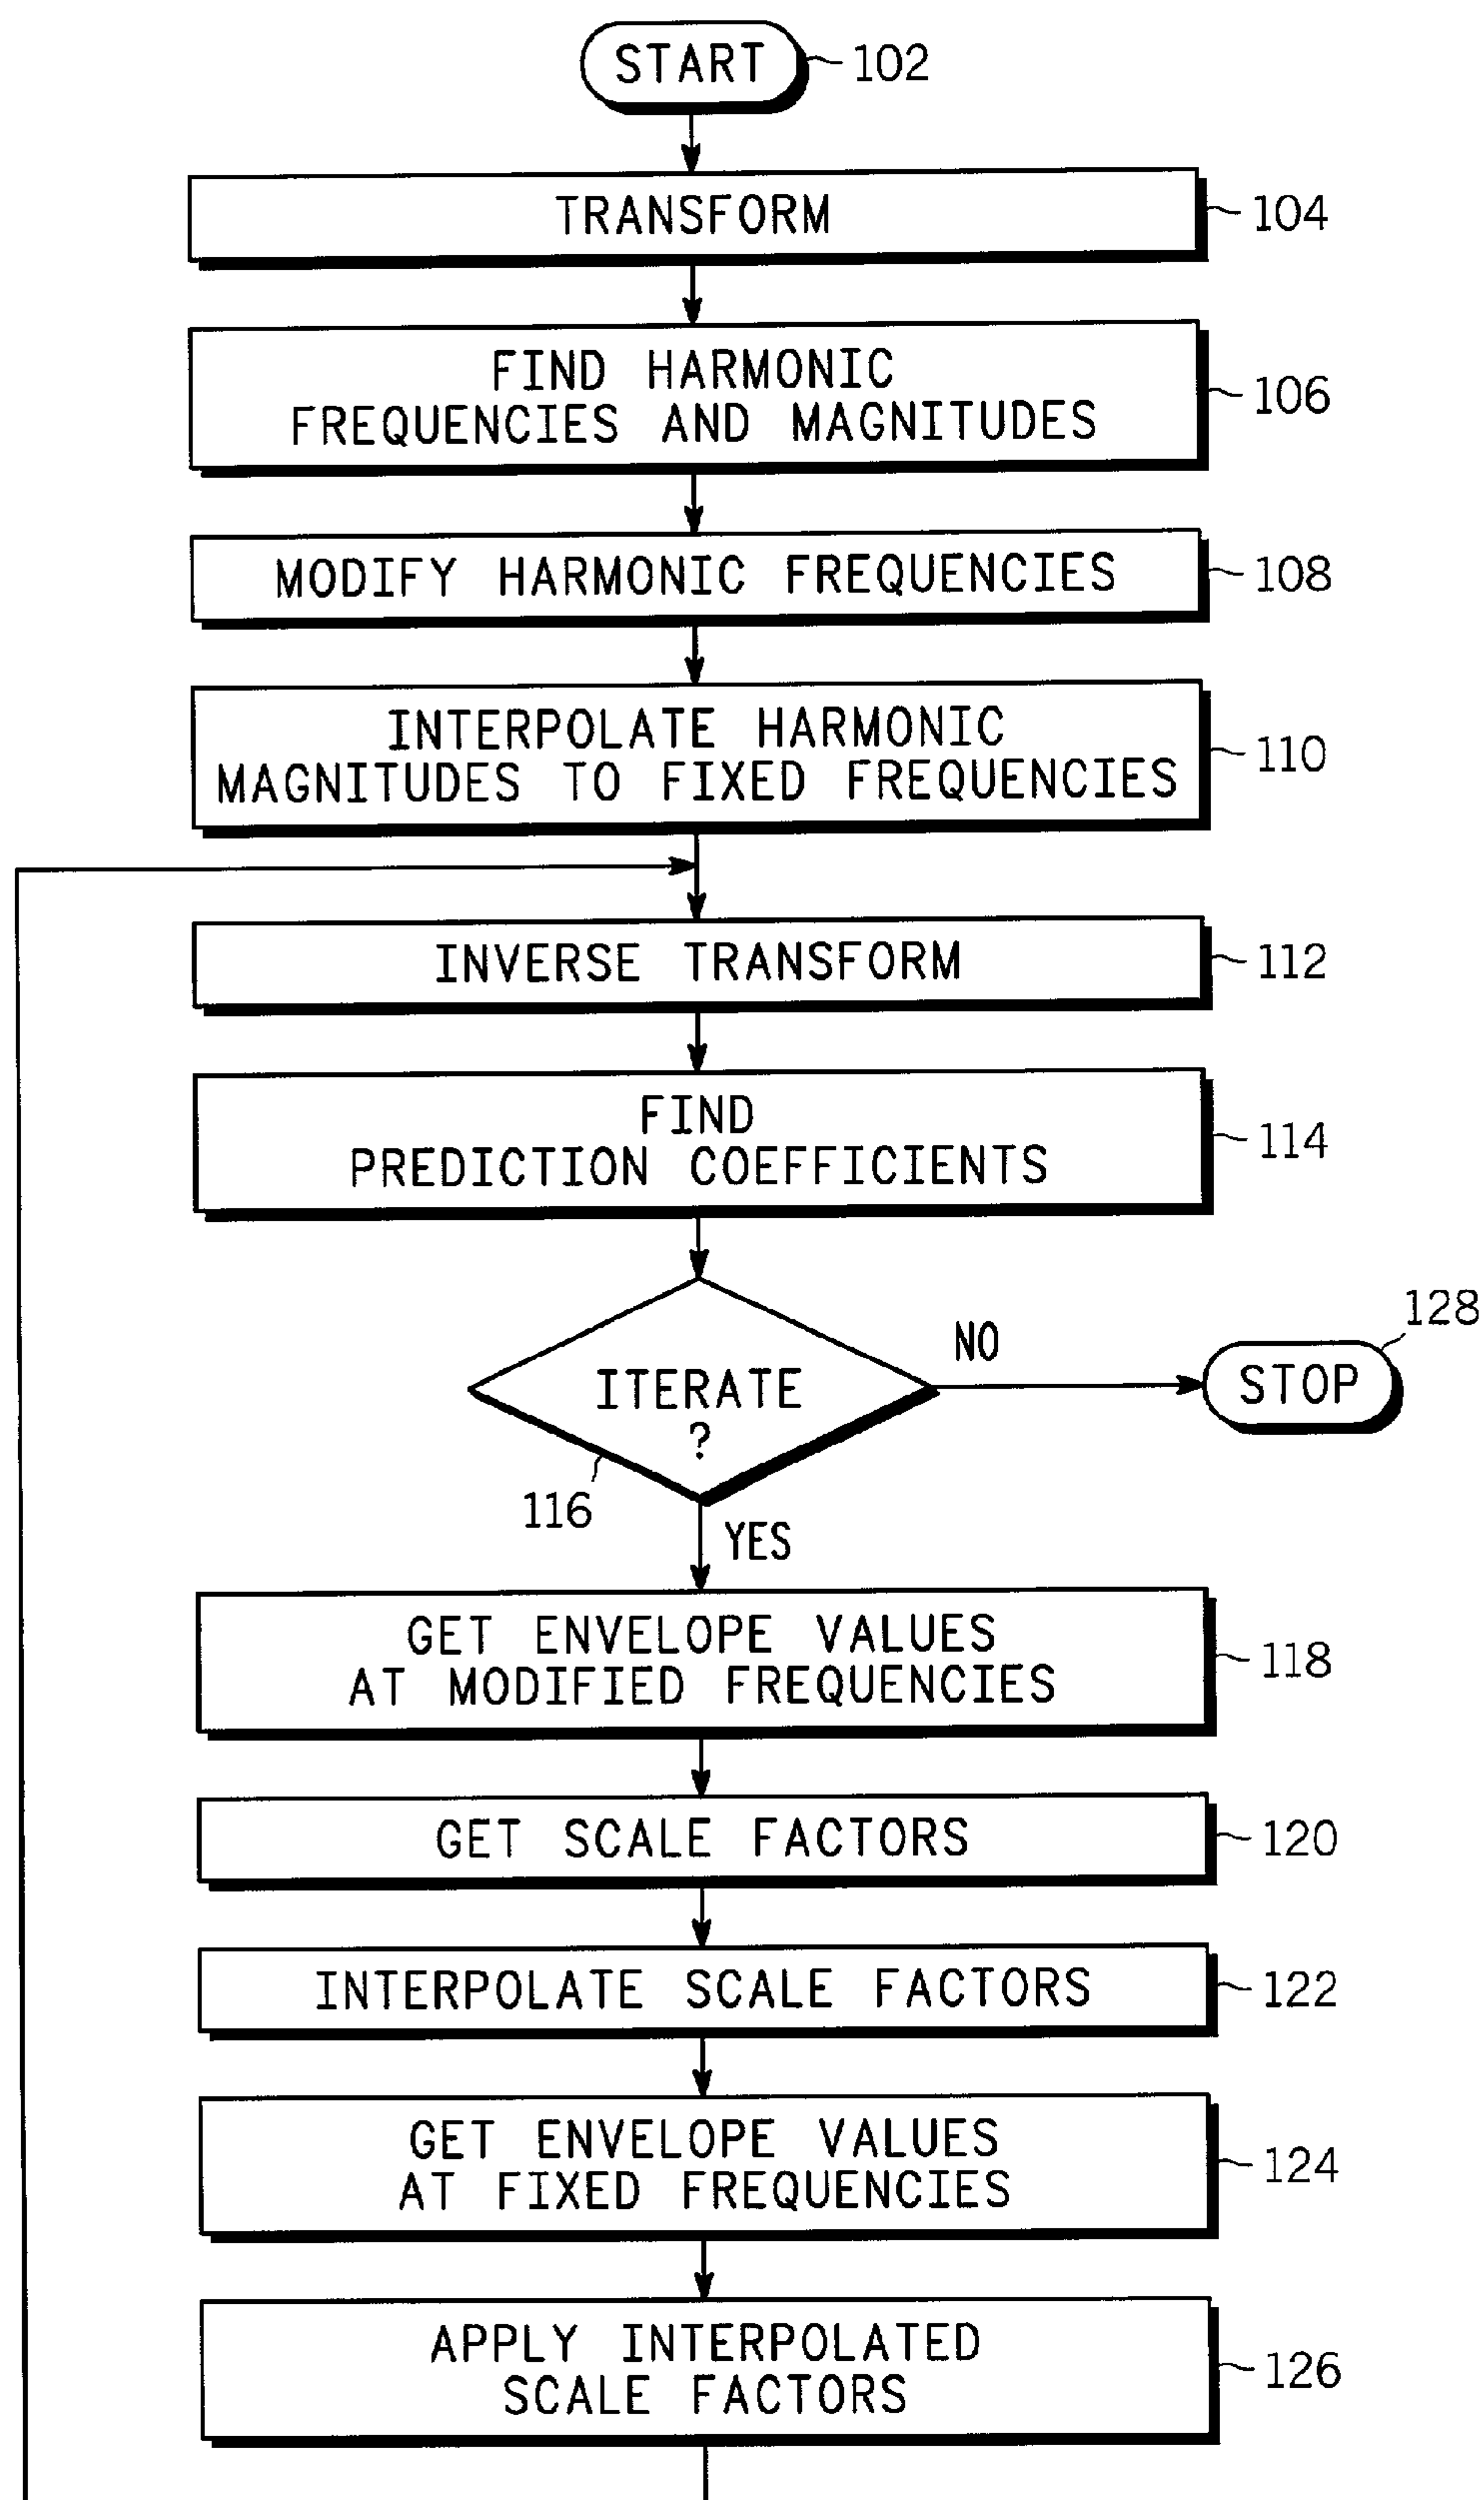 START
102
TRANSFORM
104
FIND HARMONIC
FREQUENCIES AND MAGNITUDES
106
MODIFY HARMONIC FREQUENCIES
108
INTERPOLATE HARMONIC
MAGNITUDES TO FIXED FREQUENCIES
110
INVERSE TRANSFORM
112
FIND
PREDICTION COEFFICIENTS
114
ITERATE
?
116
NO
STOP
128
YES
GET ENVELOPE VALUES
AT MODIFIED FREQUENCIES
118
GET SCALE FACTORS
120
INTERPOLATE SCALE FACTORS
122
GET ENVELOPE VALUES
AT FIXED FREQUENCIES
124
APPLY INTERPOLATED
SCALE FACTORS
126